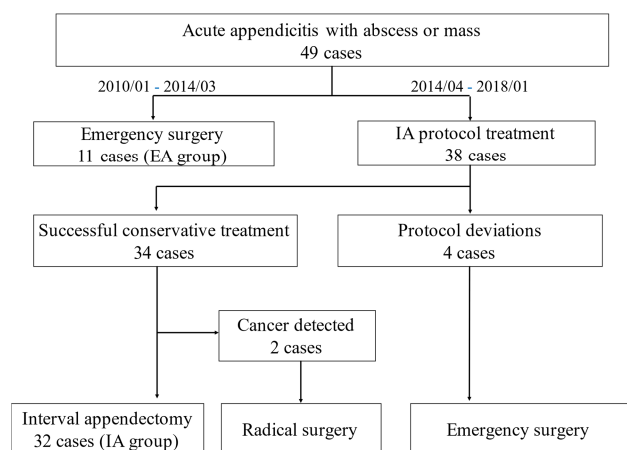 Acute appendicitis with abscess or mass
49 cases
2010/01 - 2014/03
2014/04 - 2018/01
Emergency surgery
11 cases (EA group)
IA protocol treatment
38 cases
Successful conservative treatment
34 cases
Protocol deviations
4 cases
Cancer detected
2 cases
Interval appendectomy
32 cases (IA group)
Radical surgery
Emergency surgery